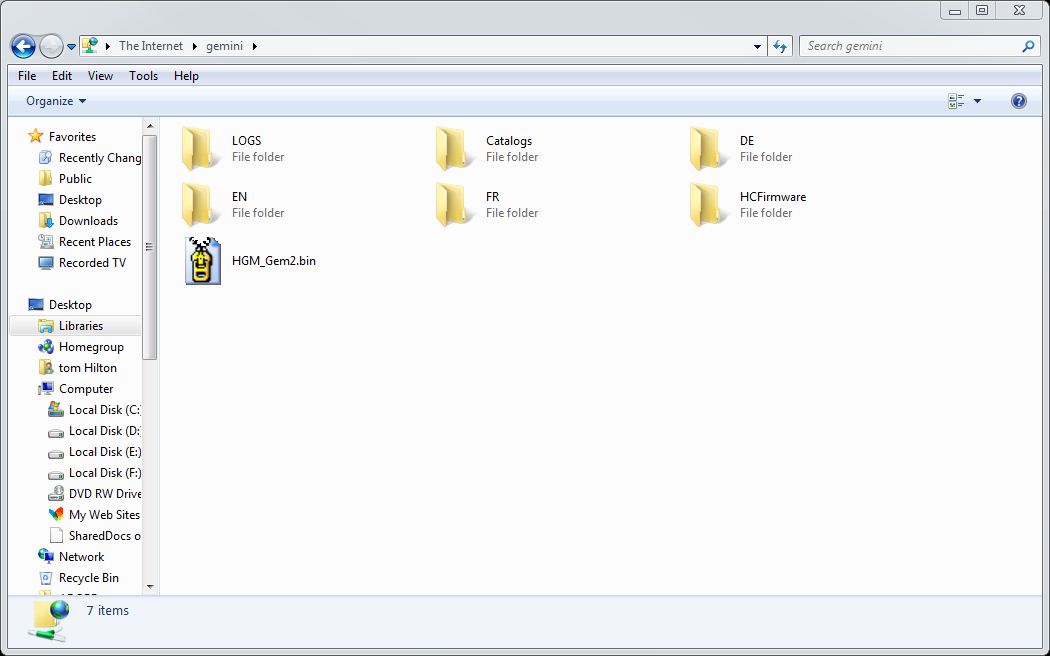 The Internet gemini
Search gemini
File Edit View Tools Help
Organize
Favorites
Recently Chang
Public
Desktop
Downloads
Recent Places
Recorded TV
Desktop
Libraries
Homegroup
tom Hilton
Computer
Local Disk (C:
Local Disk (D:
Local Disk (E:)
Local Disk (F:)
DVD RW Drive
My Web Sites
SharedDocs o
Network
Recycle Bin
LOGS
File folder
Catalogs
File folder
DE
File folder
EN
File folder
FR
File folder
HCFirmware
File folder
HGM_Gem2.bin
7 items